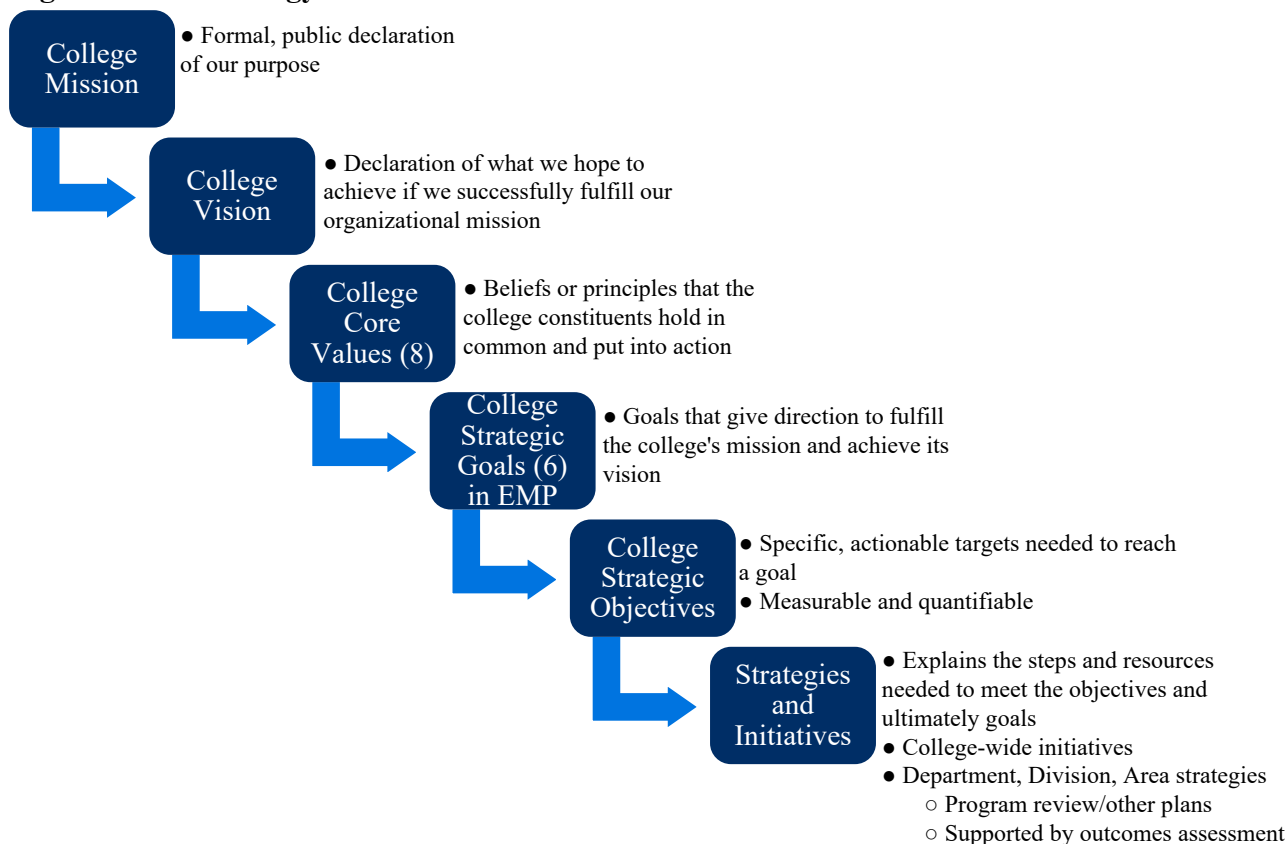 College
Mission
● Formal, public declaration
of our purpose
College
Vision
● Declaration of what we hope to
achieve if we successfully fulfill our
organizational mission
College
Core
Values (8)
● Beliefs or principles that the
college constituents hold in
common and put into action
College
Strategic
Goals (6)
in EMP
● Goals that give direction to fulfill
the college's mission and achieve its
vision
College
Strategic
Objectives
● Specific, actionable targets needed to reach
a goal
● Measurable and quantifiable
Strategies
and
Initiatives
● Explains the steps and resources
needed to meet the objectives and
ultimately goals
● College-wide initiatives
● Department, Division, Area strategies
○ Program review/other plans
○ Supported by outcomes assessment